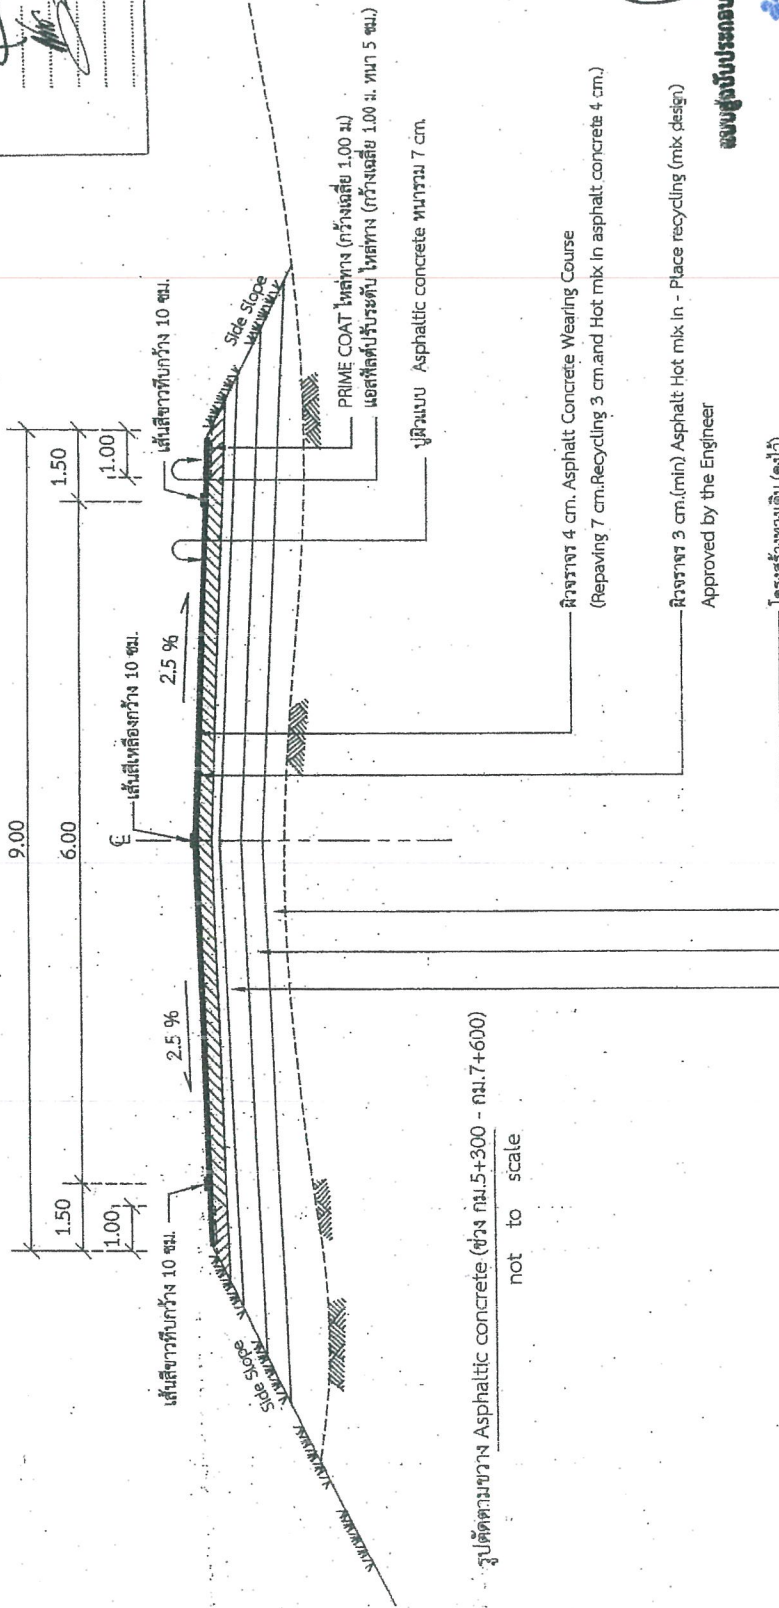 9.00
1.50
6.00
1.50
1.00
1.00
เส้นสีขาวทึบกว้าง 10 ซม.
2.5 %
เส้นสีเหลืองกว้าง 10 ซม.
2.5 %
เส้นสีขาวทึบกว้าง 10 ซม.
Side Slope
Side Slope
PRIME COAT ไหล่ทาง (กว้างเฉลี่ย 1.00 ม.)
แอสฟัลต์ปรับระดับ ไหล่ทาง (กว้างเฉลี่ย 1.00 ม. หนา 5 ซม.)
ปูผิวแบบ Asphaltic concrete หนารวม 7 cm.
ผิวจราจร 4 cm. Asphalt Concrete Wearing Course
(Repaving 7 cm.Recycling 3 cm.and Hot mix in asphalt concrete 4 cm.)
ผิวจราจร 3 cm.(min) Asphalt Hot mix in - Place recycling (mix design)
Approved by the Engineer
รูปตัดตามขวาง Asphaltic concrete (ช่วง กม.5+300 - กม.7+600)
not to scale